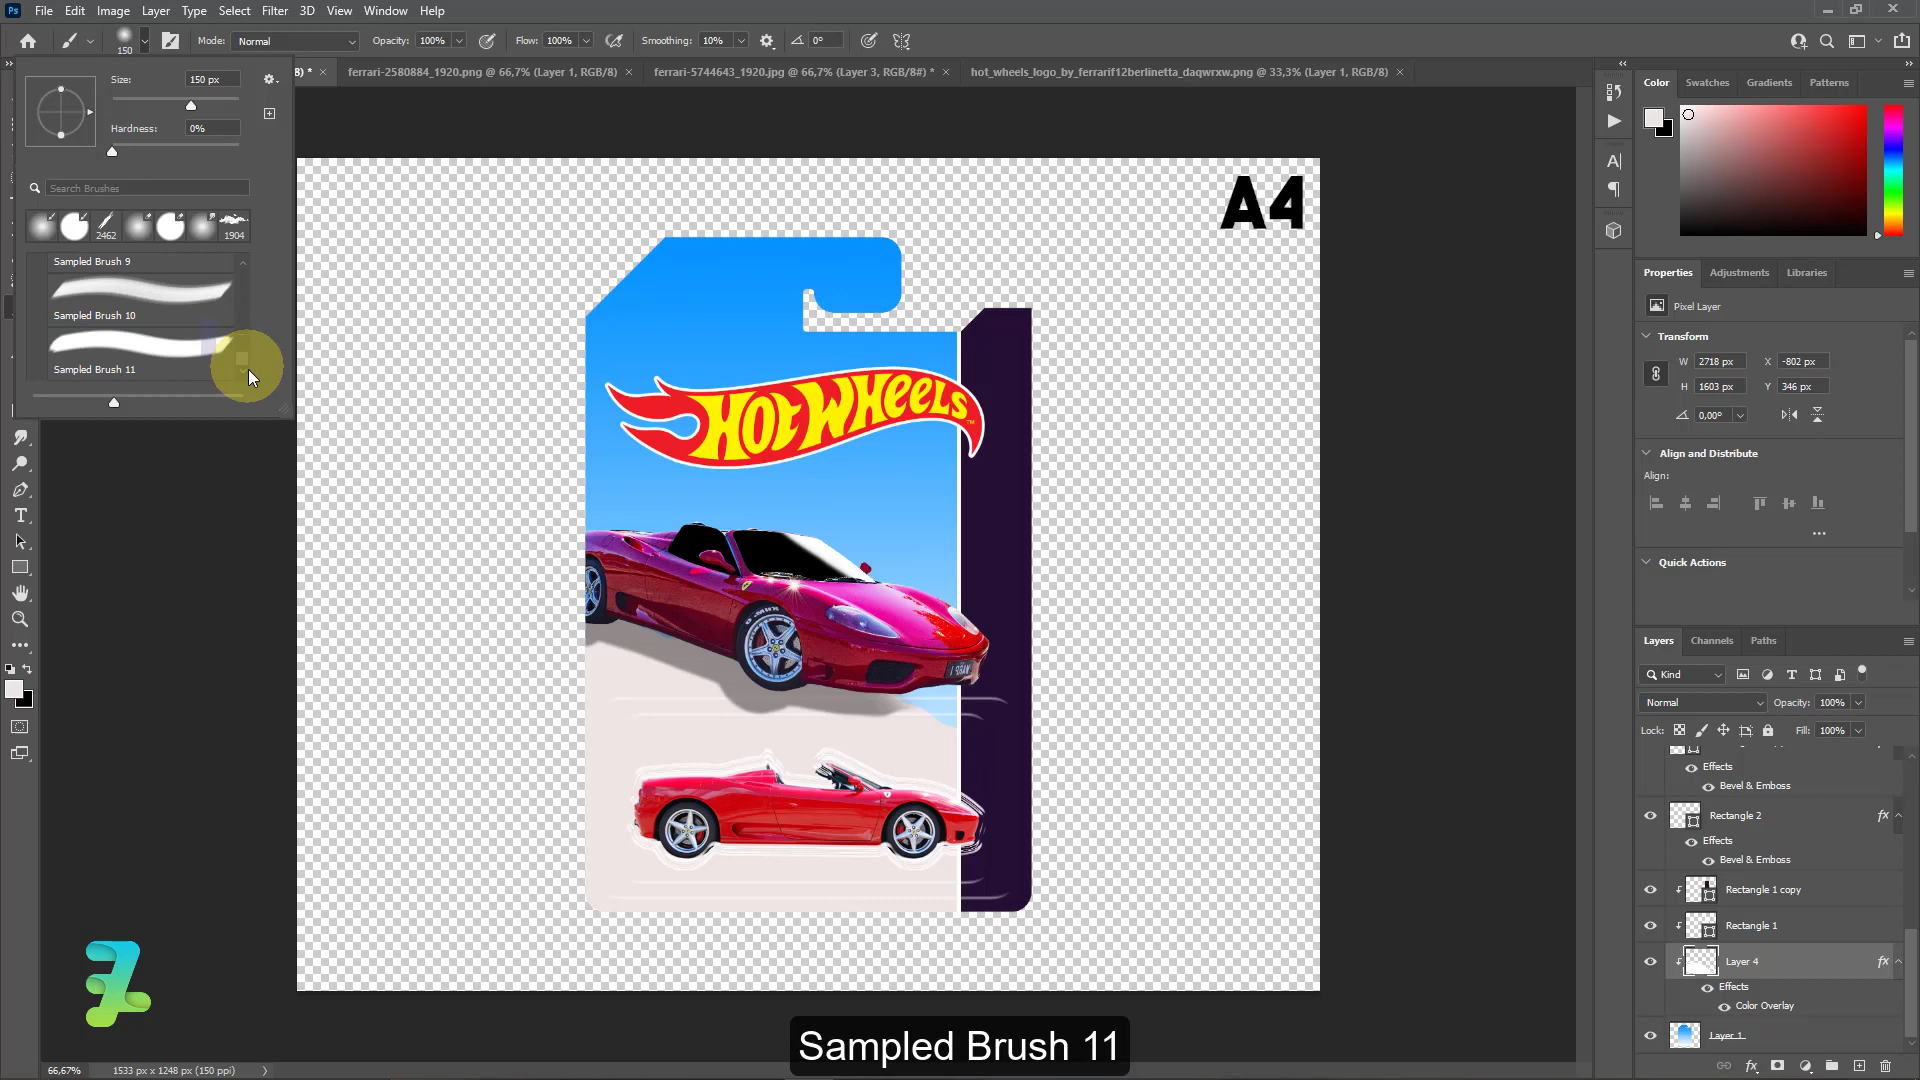 Ps File Edit Image Layer Type Select Filter 3D View Window Help
150 Mode: Normal Opacity: 100% Flow: 100% Smoothing: 10% 0°
8) * × ferrari-2580884_1920.png @ 66,7% (Layer 1, RGB/8) × ferrari-5744643_1920.jpg @ 66,7% (Layer 3, RGB/8#) * × hot_wheels_logo_by_ferrarif12berlinetta_daqwrxw.png @ 33,3% (Layer 1, RGB/8) ×
Size: 150 px
Hardness: 0%
Search Brushes
2462 1904
Sampled Brush 9
Sampled Brush 10
Sampled Brush 11
A4
HOT WHEELS
TM
Color Swatches Gradients Patterns
Properties Adjustments Libraries
Pixel Layer
Transform
W 2718 px X -802 px
H 1603 px Y 346 px
0,00°
Align and Distribute
Align:
Quick Actions
Layers Channels Paths
Kind
Normal Opacity: 100%
Lock: Fill: 100%
Effects
Bevel & Emboss
Rectangle 2 fx
Effects
Bevel & Emboss
Rectangle 1 copy
Rectangle 1
Layer 4 fx
Effects
Color Overlay
Layer 1
Sampled Brush 11
66,67% 1533 px x 1248 px (150 ppi)